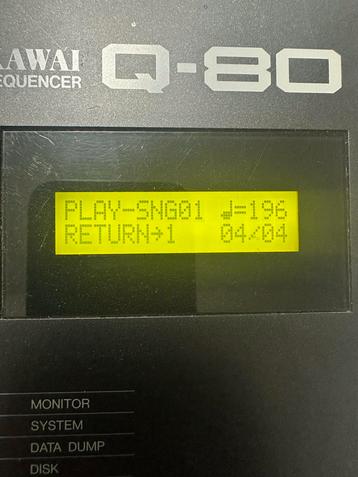 KAWAI
SEQUENCER
Q-80
PLAY-SNG01 ♩=196
RETURN→1 04/04
MONITOR
SYSTEM
DATA DUMP
DISK